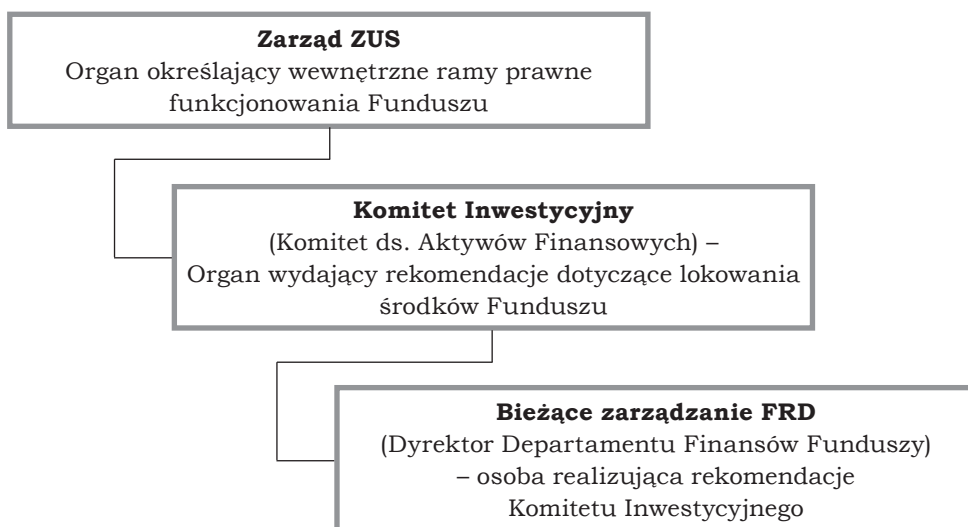 Zarząd ZUS
Organ określający wewnętrzne ramy prawne
funkcjonowania Funduszu
Komitet Inwestycyjny
(Komitet ds. Aktywów Finansowych) –
Organ wydający rekomendacje dotyczące lokowania
środków Funduszu
Bieżące zarządzanie FRD
(Dyrektor Departamentu Finansów Funduszy)
– osoba realizująca rekomendacje
Komitetu Inwestycyjnego